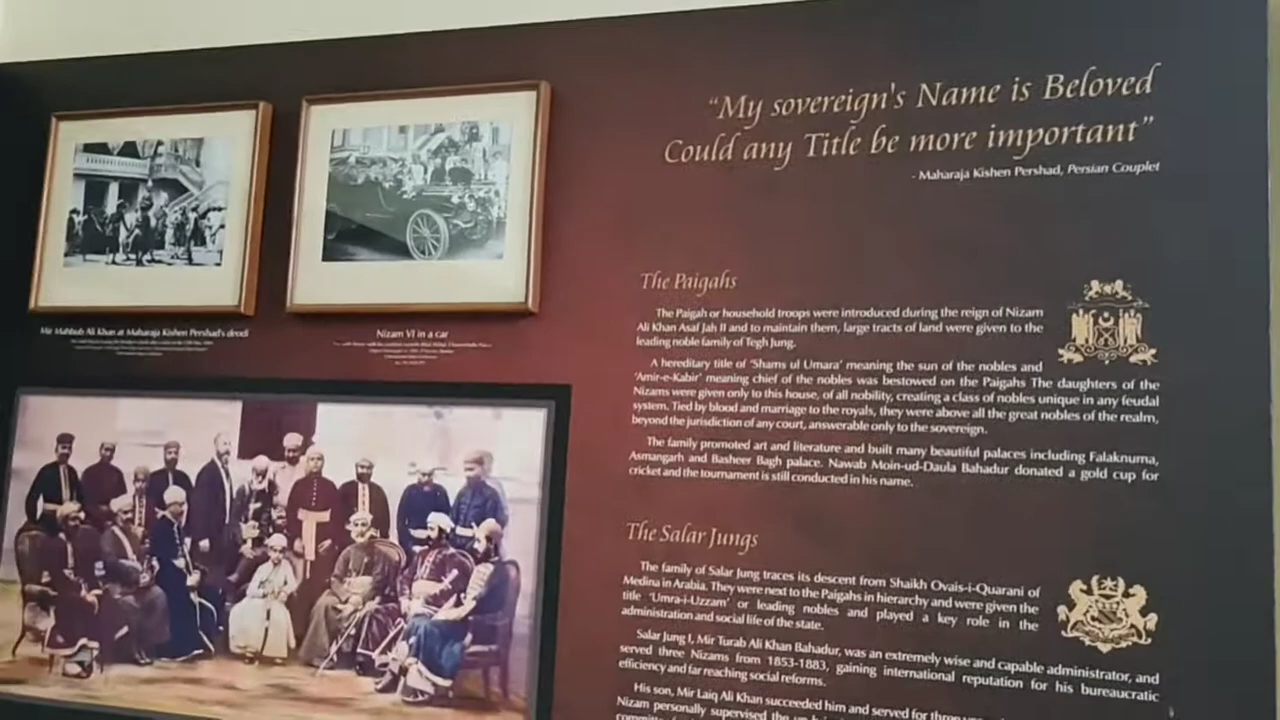 "My sovereign's Name is Beloved
Could any Title be more important"
- Maharaja Kishen Pershad, Persian Couplet
Mir Mahbub Ali Khan at Maharaja Kishen Pershad's deodi
Nizam VI in a car
The Paigahs
The Paigah or household troops were introduced during the reign of Nizam
Ali Khan Asaf Jah II and to maintain them, large tracts of land were given to the
leading noble family of Tegh Jung.
A hereditary title of 'Shams ul Umara' meaning the sun of the nobles and
'Amir-e-Kabir' meaning chief of the nobles was bestowed on the Paigahs The daughters of the
Nizams were given only to this house, of all nobility, creating a class of nobles unique in any feudal
system. Tied by blood and marriage to the royals, they were above all the great nobles of the realm,
beyond the jurisdiction of any court, answerable only to the sovereign.
The family promoted art and literature and built many beautiful palaces including Falaknuma,
Asmangarh and Basheer Bagh palace. Nawab Moin-ud-Daula Bahadur donated a gold cup for
cricket and the tournament is still conducted in his name.
The Salar Jungs
The family of Salar Jung traces its descent from Shaikh Ovais-i-Quarani of
Medina in Arabia. They were next to the Paigahs in hierarchy and were given the
title 'Umra-i-Uzzam' or leading nobles and played a key role in the
administration and social life of the state.
Salar Jung I, Mir Turab Ali Khan Bahadur, was an extremely wise and capable administrator, and
served three Nizams from 1853-1883, gaining international reputation for his bureaucratic
efficiency and far reaching social reforms.
His son, Mir Laiq Ali Khan succeeded him and served for three
Nizam personally supervised the